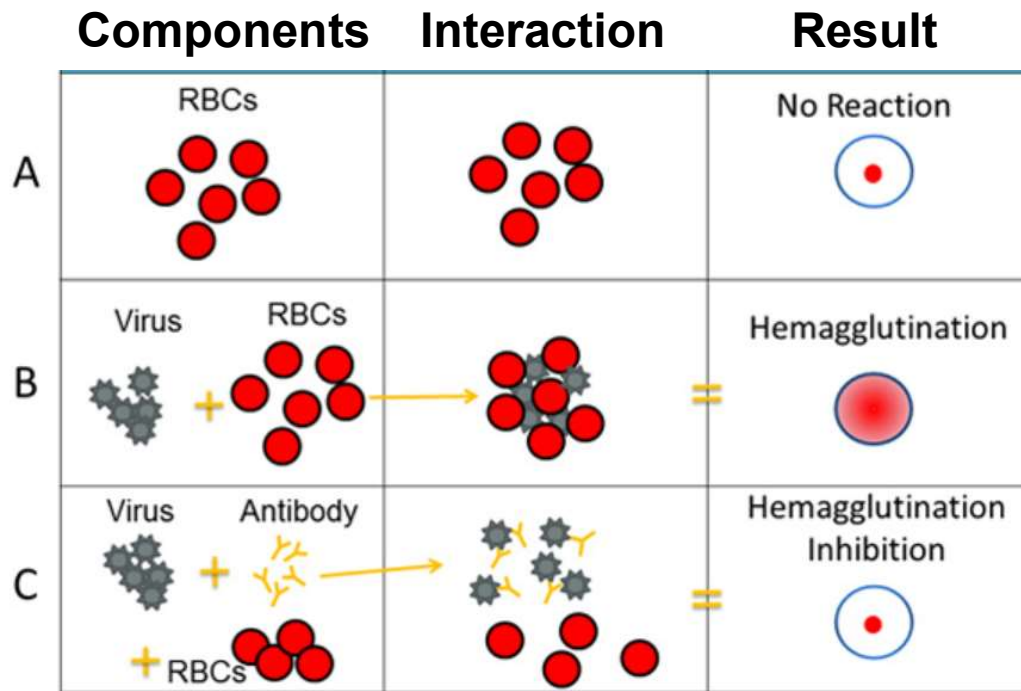 Components Interaction Result
A
RBCs
No Reaction
B
Virus
+
RBCs
=
Hemagglutination
C
Virus
+
Antibody
+
RBCs
=
Hemagglutination
Inhibition